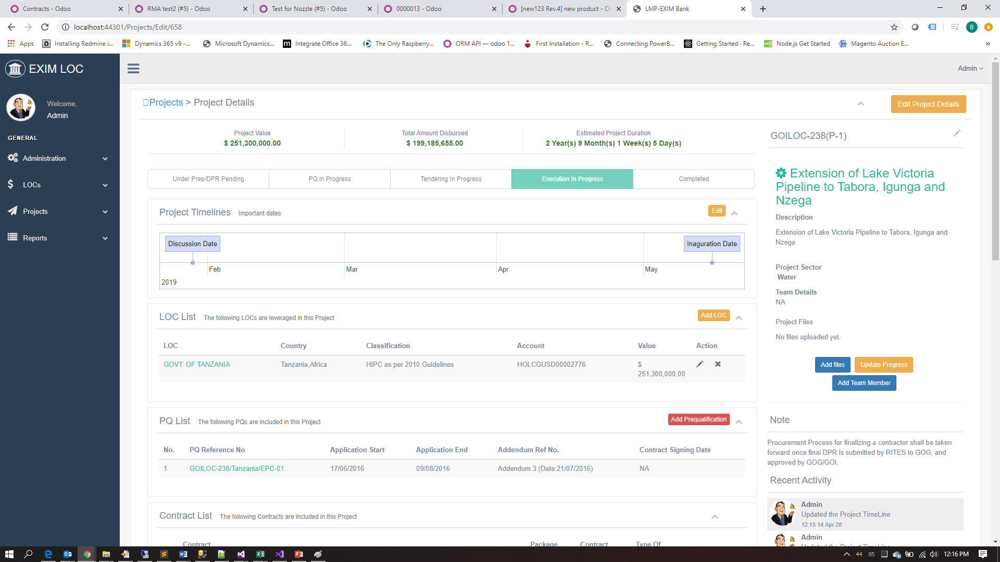 Contracts - Odoo
RMA test2 (#5) - Odoo
Test for Nozzle (#5) - Odoo
0000013 - Odoo
[new123 Rev.4] new product - Oc
LMP-EXIM Bank
localhost:44301/Projects/Edit/658
B
Apps
Installing Redmine i...
Dynamics 365 v9 -...
Microsoft Dynamics...
Integrate Office 36...
The Only Raspberry...
ORM API — odoo 1...
First Installation - R...
Connecting PowerB...
Getting Started · Re...
Node.js Get Started
Magento Auction E...
»
EXIM LOC
Admin
Welcome,
Admin
GENERAL
Administration
LOCs
Projects
Reports
Projects > Project Details
Edit Project Details
Project Value
$ 251,300,000.00
Total Amount Disbursed
$ 199,185,655.00
Estimated Project Duration
2 Year(s) 9 Month(s) 1 Week(s) 5 Day(s)
Under Prep/DPR Pending
PQ in Progress
Tendering In Progress
Execution In Progress
Completed
Project Timelines Important dates
Edit
Discussion Date
Inaguration Date
Feb
Mar
Apr
May
2019
LOC List The following LOCs are leveraged in this Project
Add LOC
LOC Country Classification Account Value Action
GOVT. OF TANZANIA Tanzania,Africa HIPC as per 2010 Guidelines HOLCGUSD00002776 $
251,300,000.00
PQ List The following PQs are included in this Project
Add Prequalification
No. PQ Reference No Application Start Application End Addendum Ref No. Contract Signing Date
1 GOILOC-238/Tanzania/EPC-01 17/06/2016 09/08/2016 Addendum 3 (Date:21/07/2016) NA
Contract List The following Contracts are included in this Project
Contract Package Contract Type Of
GOILOC-238(P-1)
Extension of Lake Victoria
Pipeline to Tabora, Igunga and
Nzega
Description
Extension of Lake Victoria Pipeline to Tabora, Igunga and
Nzega
Project Sector
Water
Team Details
NA
Project Files
No files uploaded yet.
Add files
Update Progress
Add Team Member
Note
Procurement Process for finalizing a contractor shall be taken
forward once final DPR is submitted by RITES to GOG, and
approved by GOG/GOI.
Recent Activity
Admin
Updated the Project TimeLine
12:15 14 Apr 20
Admin
Updated the Project TimeLine
44
85
12:16 PM